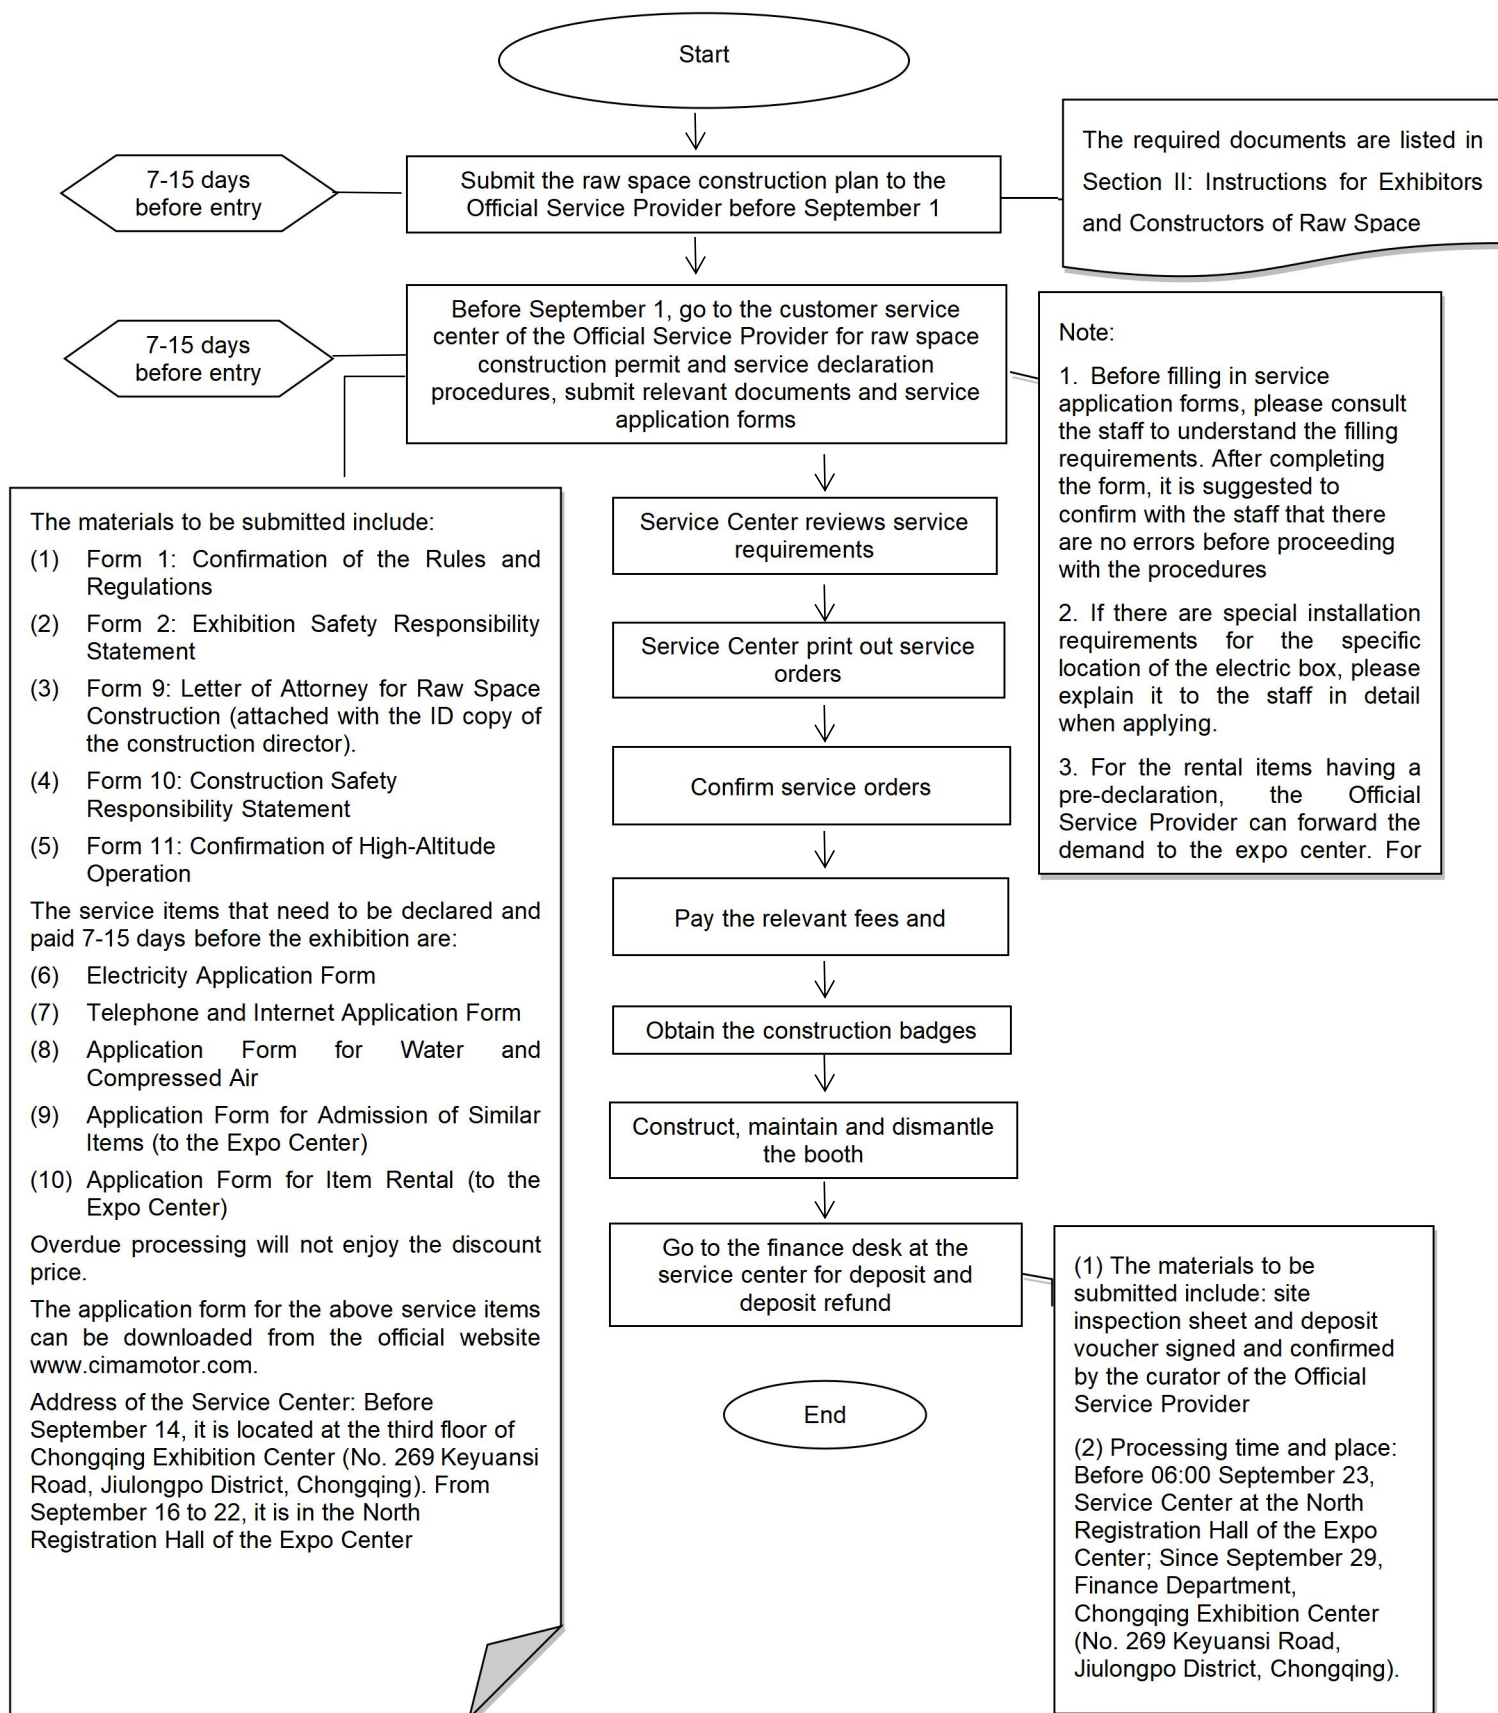 Start
7-15 days
before entry
Submit the raw space construction plan to the
Official Service Provider before September 1
The required documents are listed in
Section II: Instructions for Exhibitors
and Constructors of Raw Space
7-15 days
before entry
Before September 1, go to the customer service
center of the Official Service Provider for raw space
construction permit and service declaration
procedures, submit relevant documents and service
application forms
Note:
1. Before filling in service
application forms, please consult
the staff to understand the filling
requirements. After completing
the form, it is suggested to
confirm with the staff that there
are no errors before proceeding
with the procedures
2. If there are special installation
requirements for the specific
location of the electric box, please
explain it to the staff in detail
when applying.
3. For the rental items having a
pre-declaration, the Official
Service Provider can forward the
demand to the expo center. For
The materials to be submitted include:
(1) Form 1: Confirmation of the Rules and
Regulations
(2) Form 2: Exhibition Safety Responsibility
Statement
(3) Form 9: Letter of Attorney for Raw Space
Construction (attached with the ID copy of
the construction director).
(4) Form 10: Construction Safety
Responsibility Statement
(5) Form 11: Confirmation of High-Altitude
Operation
The service items that need to be declared and
paid 7-15 days before the exhibition are:
(6) Electricity Application Form
(7) Telephone and Internet Application Form
(8) Application Form for Water and
Compressed Air
(9) Application Form for Admission of Similar
Items (to the Expo Center)
(10) Application Form for Item Rental (to the
Expo Center)
Overdue processing will not enjoy the discount
price.
The application form for the above service items
can be downloaded from the official website
www.cimamotor.com.
Address of the Service Center: Before
September 14, it is located at the third floor of
Chongqing Exhibition Center (No. 269 Keyuansi
Road, Jiulongpo District, Chongqing). From
September 16 to 22, it is in the North
Registration Hall of the Expo Center
Service Center reviews service
requirements
Service Center print out service
orders
Confirm service orders
Pay the relevant fees and
Obtain the construction badges
Construct, maintain and dismantle
the booth
Go to the finance desk at the
service center for deposit and
deposit refund
(1) The materials to be
submitted include: site
inspection sheet and deposit
voucher signed and confirmed
by the curator of the Official
Service Provider
(2) Processing time and place:
Before 06:00 September 23,
Service Center at the North
Registration Hall of the Expo
Center; Since September 29,
Finance Department,
Chongqing Exhibition Center
(No. 269 Keyuansi Road,
Jiulongpo District, Chongqing).
End